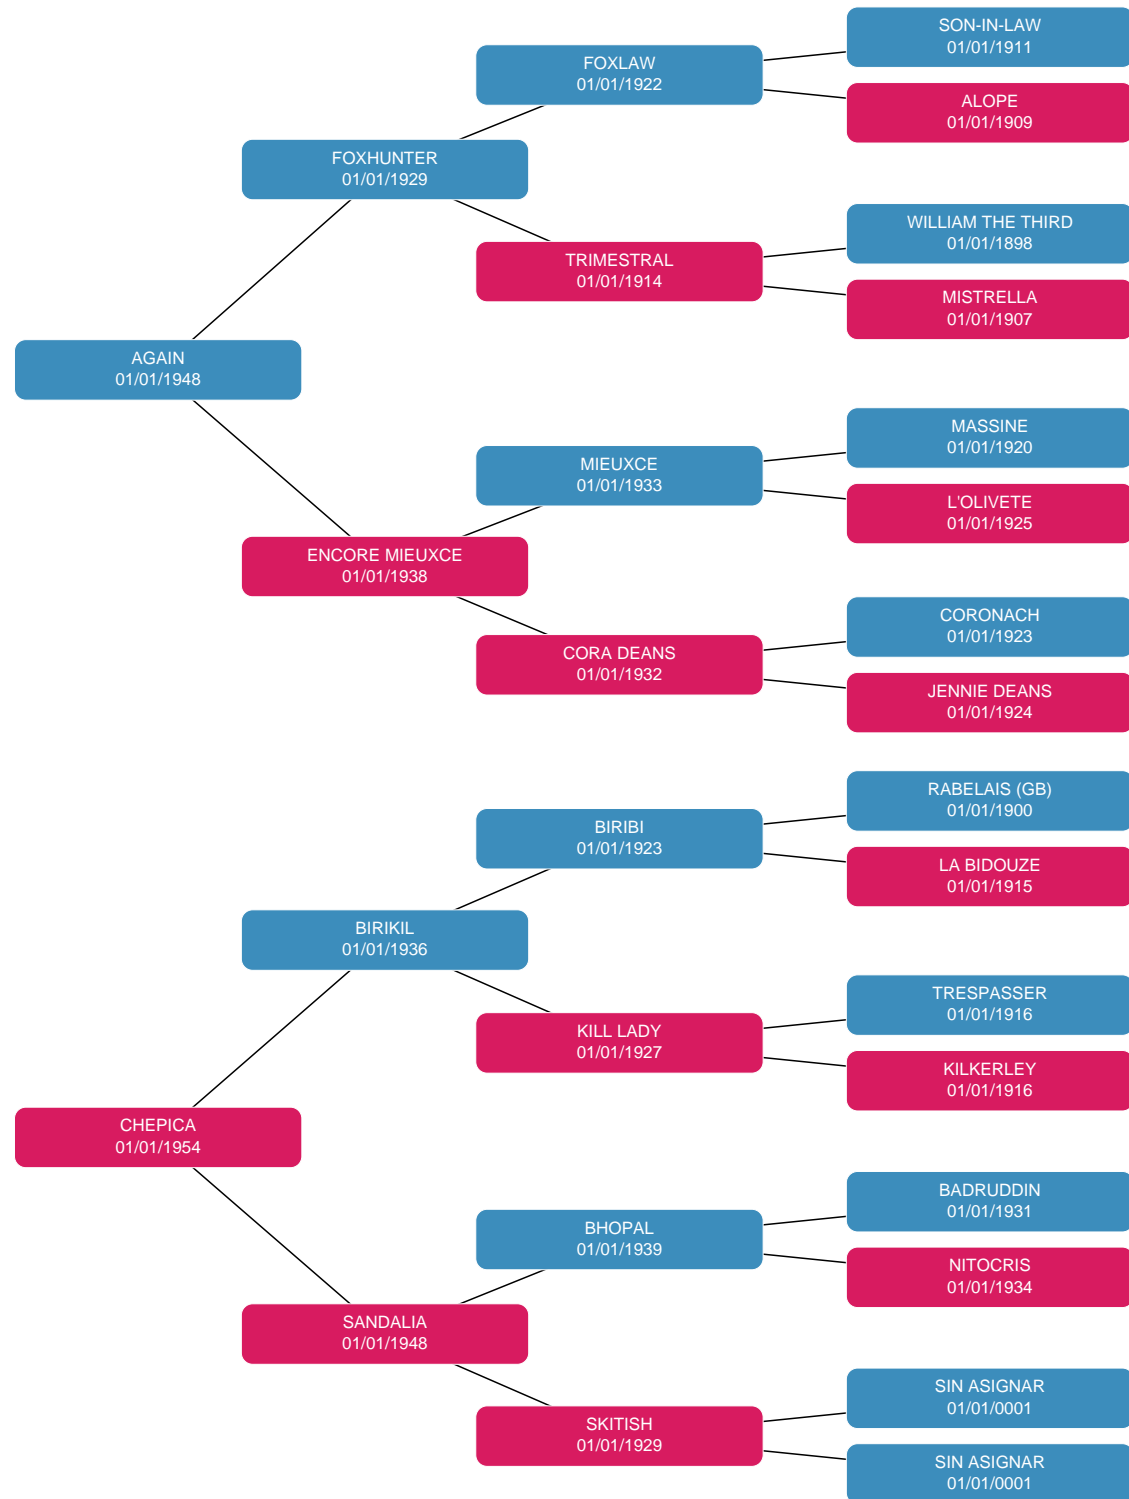 SON-IN-LAW
01/01/1911
FOXLAW
01/01/1922
ALOPE
01/01/1909
FOXHUNTER
01/01/1929
WILLIAM THE THIRD
01/01/1898
TRIMESTRAL
01/01/1914
MISTRELLA
01/01/1907
AGAIN
01/01/1948
MASSINE
01/01/1920
MIEUXCE
01/01/1933
L'OLIVETE
01/01/1925
ENCORE MIEUXCE
01/01/1938
CORONACH
01/01/1923
CORA DEANS
01/01/1932
JENNIE DEANS
01/01/1924
RABELAIS (GB)
01/01/1900
BIRIBI
01/01/1923
LA BIDOUZE
01/01/1915
BIRIKIL
01/01/1936
TRESPASSER
01/01/1916
KILL LADY
01/01/1927
KILKERLEY
01/01/1916
CHEPICA
01/01/1954
BADRUDDIN
01/01/1931
BHOPAL
01/01/1939
NITOCRIS
01/01/1934
SANDALIA
01/01/1948
SIN ASIGNAR
01/01/0001
SKITISH
01/01/1929
SIN ASIGNAR
01/01/0001